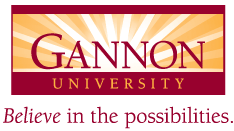 GANNON
UNIVERSITY
Believe in the possibilities.